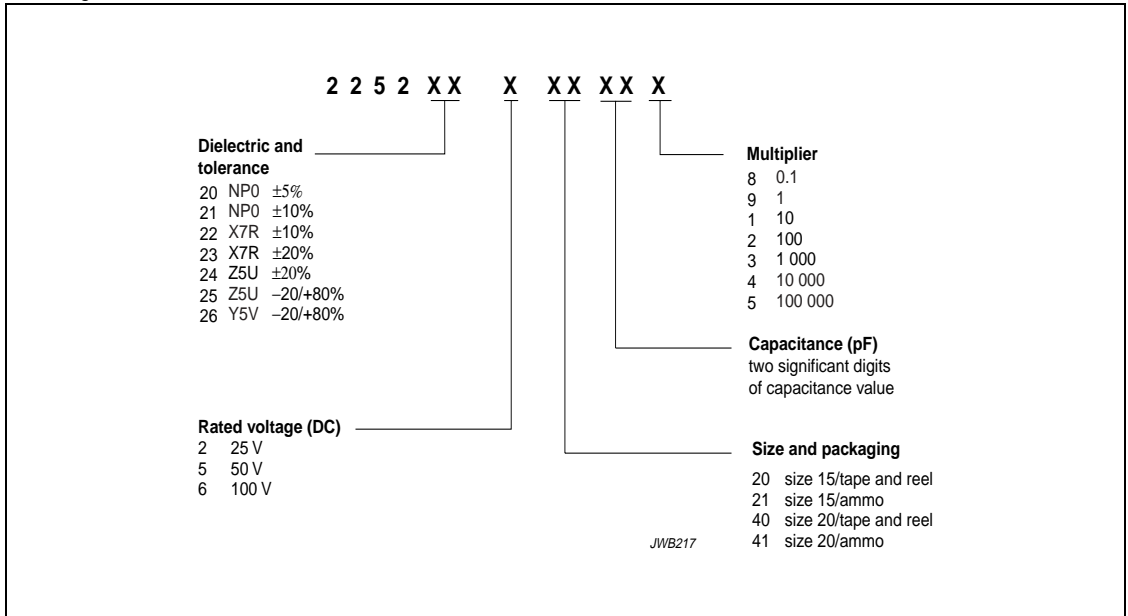 2 2 5 2 X X X X X X X X
Dielectric and
tolerance
20 NP0 ±5%
21 NP0 ±10%
22 X7R ±10%
23 X7R ±20%
24 Z5U ±20%
25 Z5U −20/+80%
26 Y5V −20/+80%
Rated voltage (DC)
2 25 V
5 50 V
6 100 V
Multiplier
8 0.1
9 1
1 10
2 100
3 1 000
4 10 000
5 100 000
Capacitance (pF)
two significant digits
of capacitance value
Size and packaging
20 size 15/tape and reel
21 size 15/ammo
40 size 20/tape and reel
41 size 20/ammo
JWB217